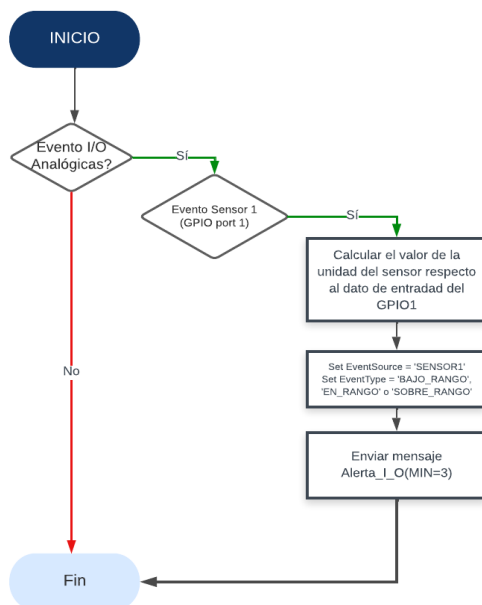 INICIO
Evento I/O
Analógicas?
Sí
Evento Sensor 1
(GPIO port 1)
Sí
Calcular el valor de la
unidad del sensor respecto
al dato de entradad del
GPIO1
Set EventSource = 'SENSOR1'
Set EventType = 'BAJO_RANGO',
'EN_RANGO' o 'SOBRE_RANGO'
No
Enviar mensaje
Alerta_I_O(MIN=3)
Fin